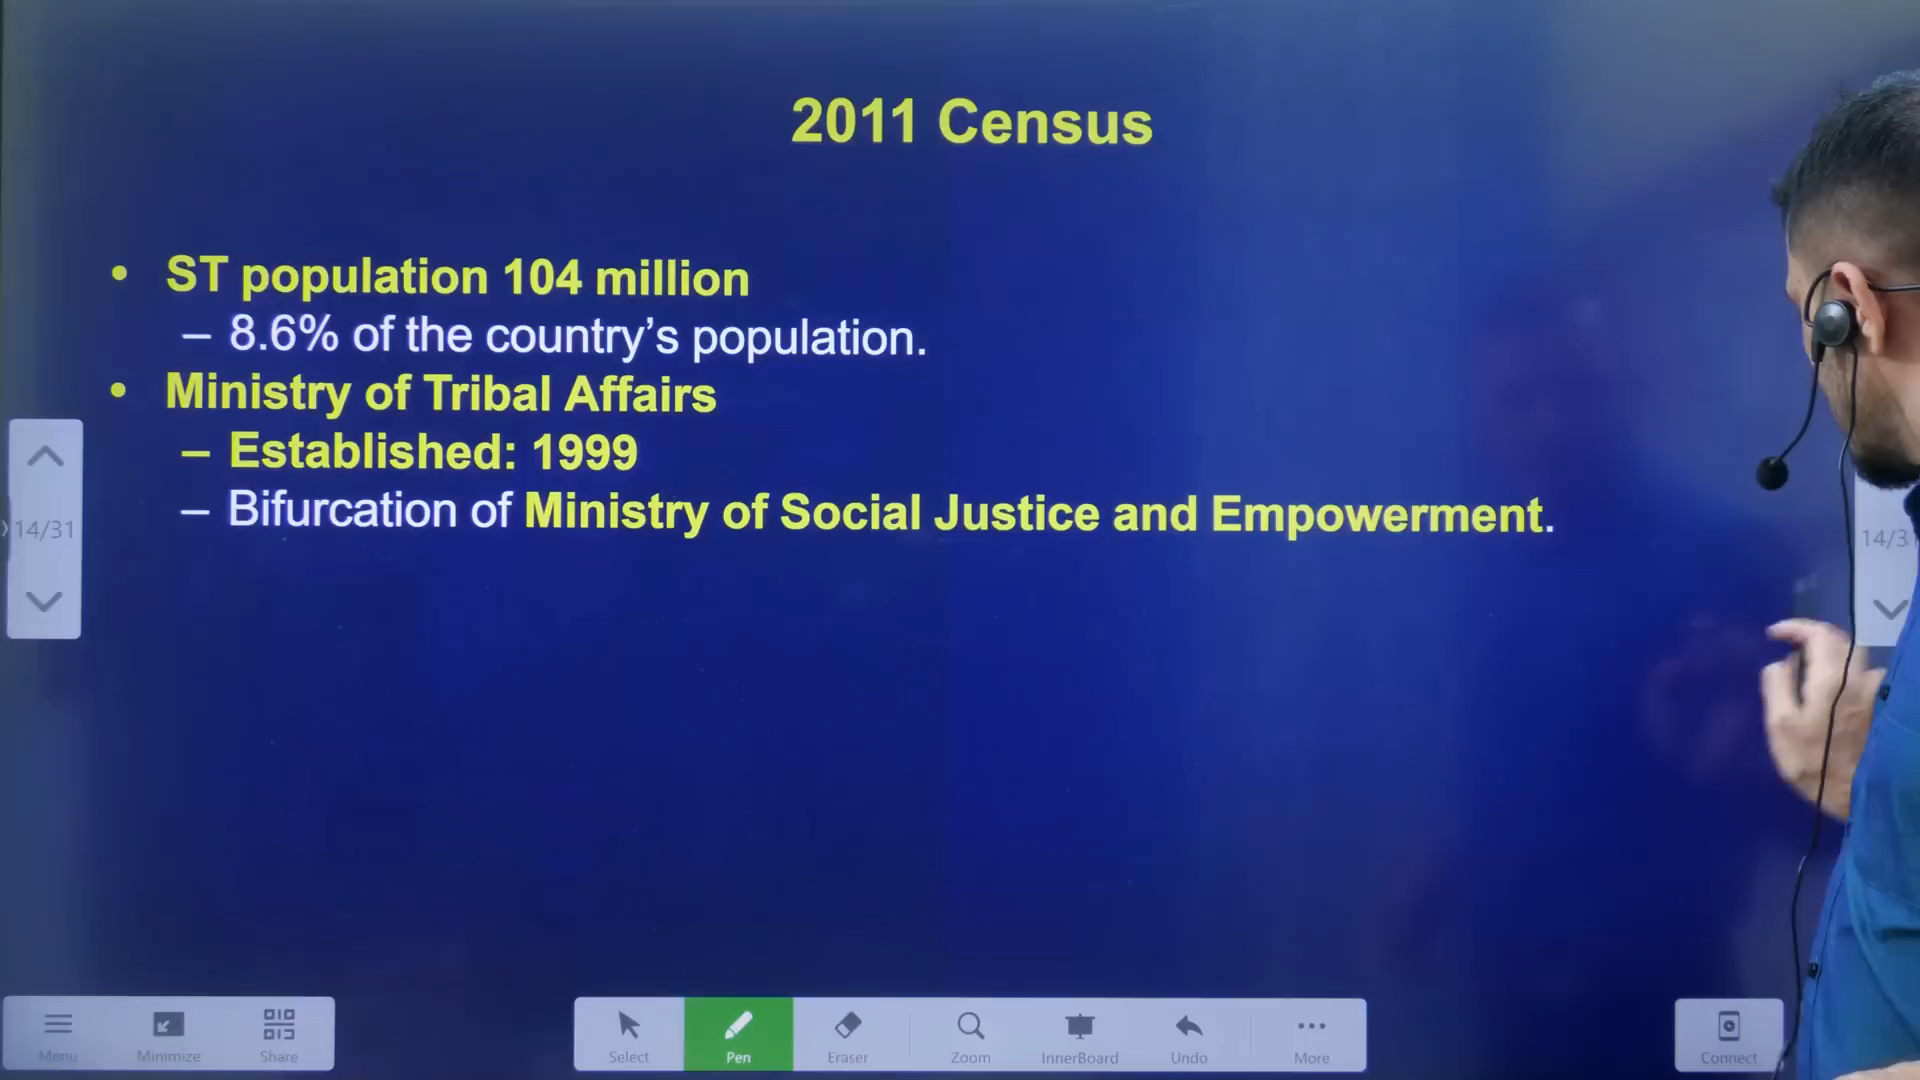 2011 Census
• ST population 104 million
– 8.6% of the country's population.
• Ministry of Tribal Affairs
– Established: 1999
– Bifurcation of Ministry of Social Justice and Empowerment.
14/31
14/3
Menu
Minimize
Share
Select
Pen
Eraser
Zoom
InnerBoard
Undo
More
Connect